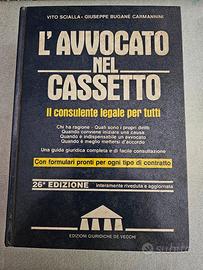 VITO SCIALLA - GIUSEPPE BUGANÈ CARMANNINI
L'AVVOCATO
NEL
CASSETTO
Il consulente legale per tutti
Chi ha ragione - Quali sono i propri diritti
Quando conviene iniziare una causa
Quando è indispensabile un avvocato
Quando è meglio mettersi d'accordo
Una guida giuridica completa e di facile consultazione
Con formulari pronti per ogni tipo di contratto
26ª EDIZIONE interamente riveduta e aggiornata
EDIZIONI GIURIDICHE DE VECCHI
subito